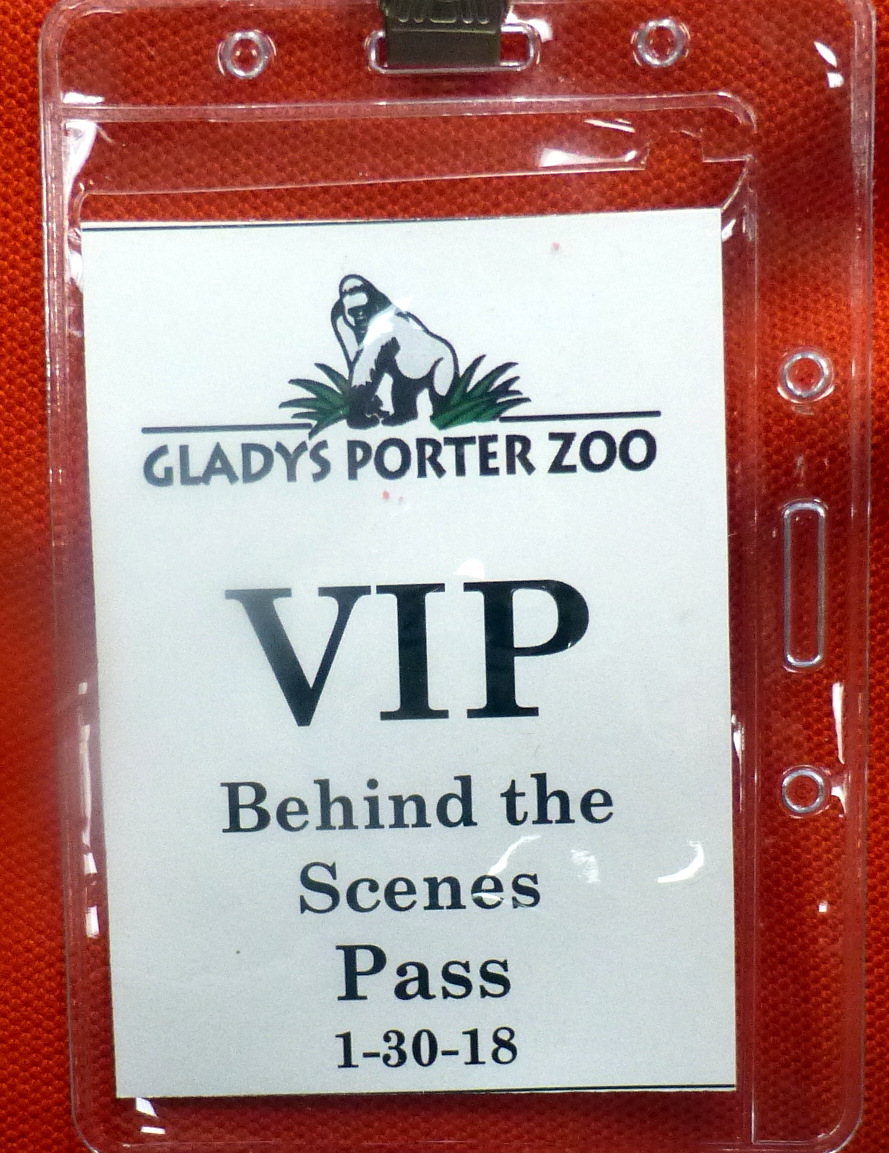 GLADYS PORTER ZOO
VIP
Behind the
Scenes
Pass
1-30-18